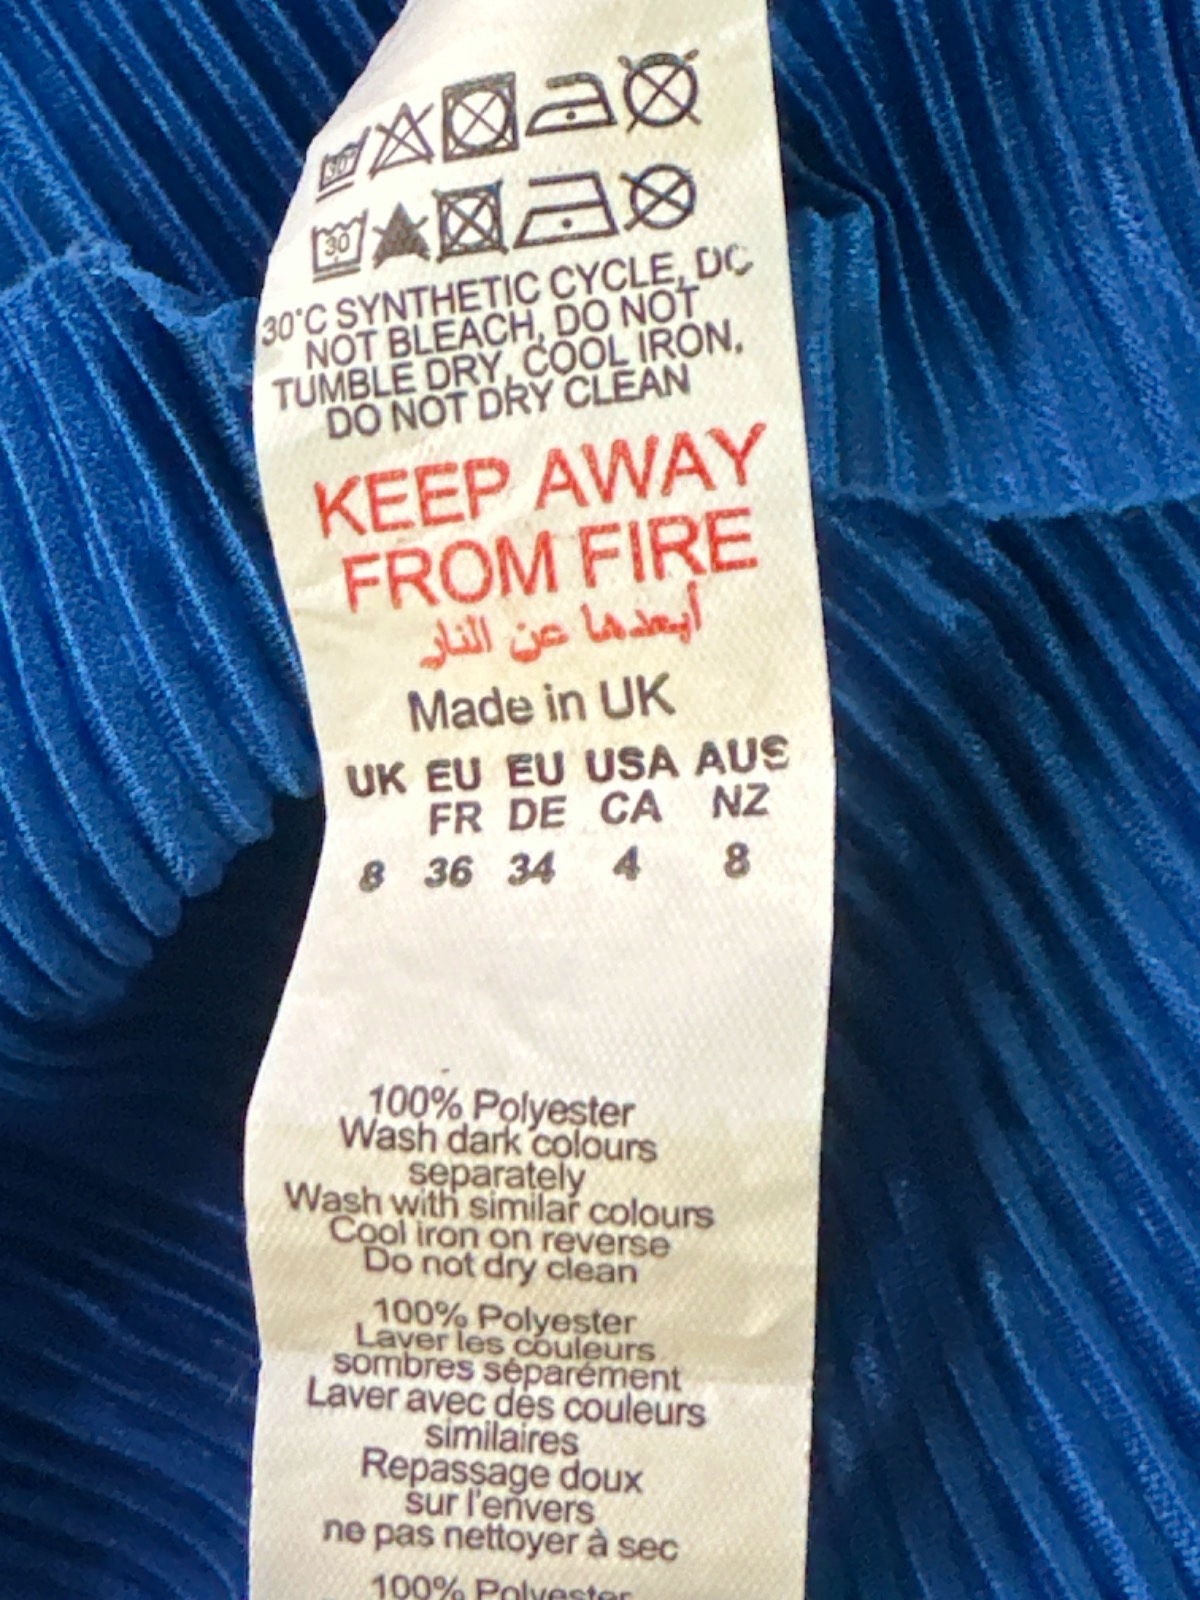 30°
30
30°C SYNTHETIC CYCLE, DO
NOT BLEACH, DO NOT
TUMBLE DRY, COOL IRON,
DO NOT DRY CLEAN
KEEP AWAY
FROM FIRE
أبعدها عن النار
Made in UK
UK EU EU USA AUS
FR DE CA NZ
8 36 34 4 8
100% Polyester
Wash dark colours
separately
Wash with similar colours
Cool iron on reverse
Do not dry clean
100% Polyester
Laver les couleurs
sombres séparément
Laver avec des couleurs
similaires
Repassage doux
sur l'envers
ne pas nettoyer à sec
100% Polyester